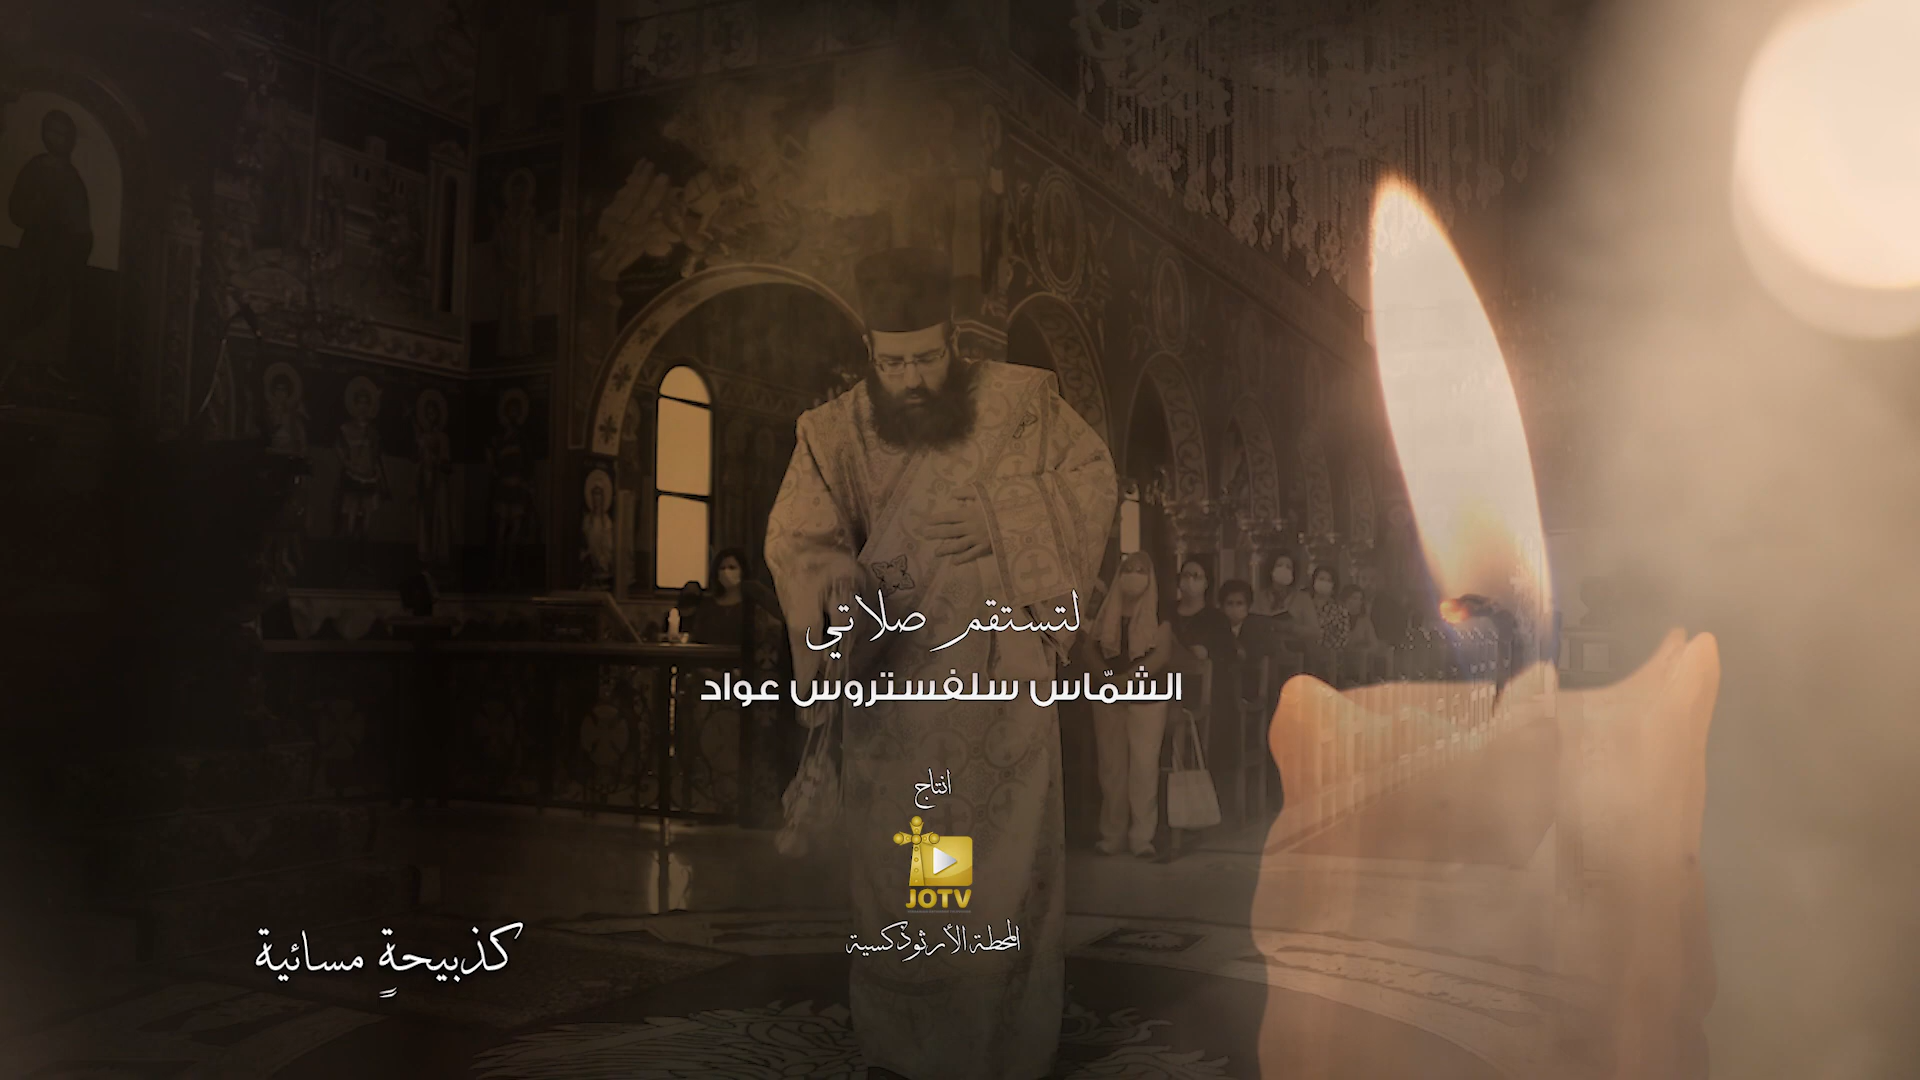 لتستقم صلاتي
الشمّاس سلفستروس عواد
انتاج
JOTV
المحطة الأرثوذكسية
كذبيحةٍ مسائية